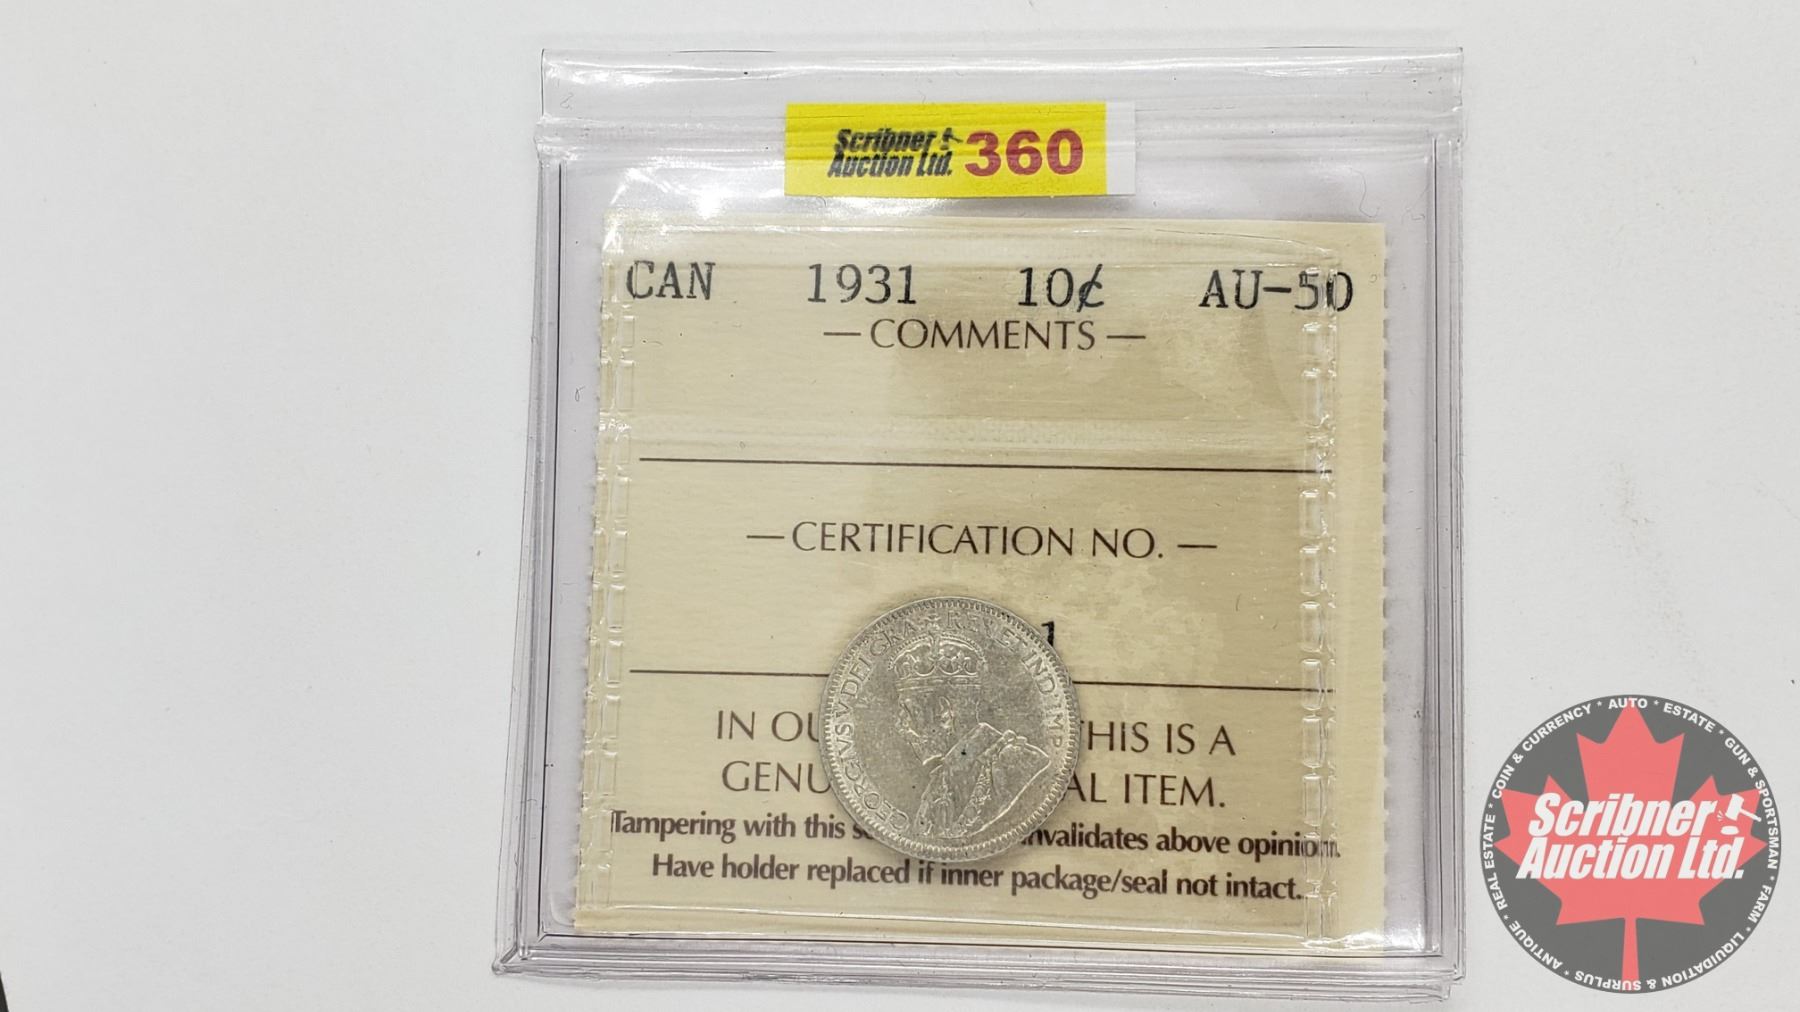 Scribner
Auction Ltd. 360
CAN 1931 10¢ AU-50
— COMMENTS —
— CERTIFICATION NO. —
1
IN OU THIS IS A
GENU AL ITEM.
Tampering with this s invalidates above opinion.
Have holder replaced if inner package/seal not intact.
GEORGIVS V DEI GRA REX ET IND: IMP:
Scribner
Auction Ltd.
ANTIQUE * REAL ESTATE * COIN & CURRENCY * AUTO * ESTATE * GUN & SPORTSMAN * FARM * LIQUIDATION & SURPLUS *